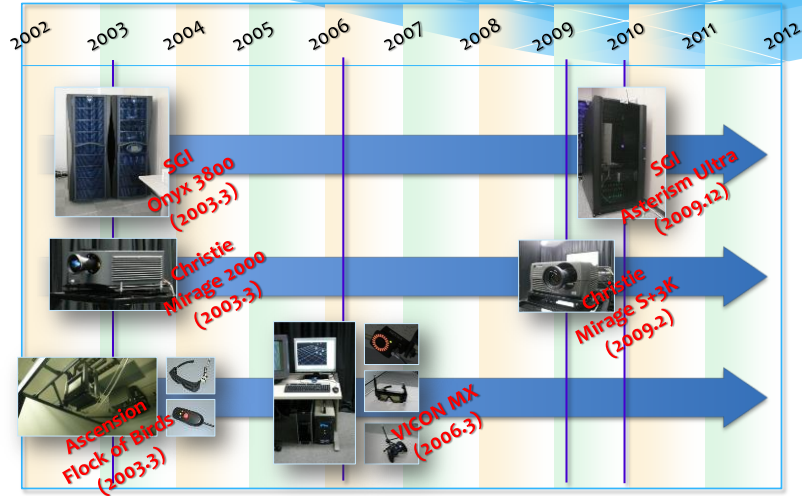 2002
2003
2004
2005
2006
2007
2008
2009
2010
2011
2012
SGI
Onyx 3800
(2003.3)
SGI
Asterism Ultra
(2009.12)
Christie
Mirage 2000
(2003.3)
Christie
Mirage S+3K
(2009.2)
Ascension
Flock of Birds
(2003.3)
VICON MX
(2006.3)